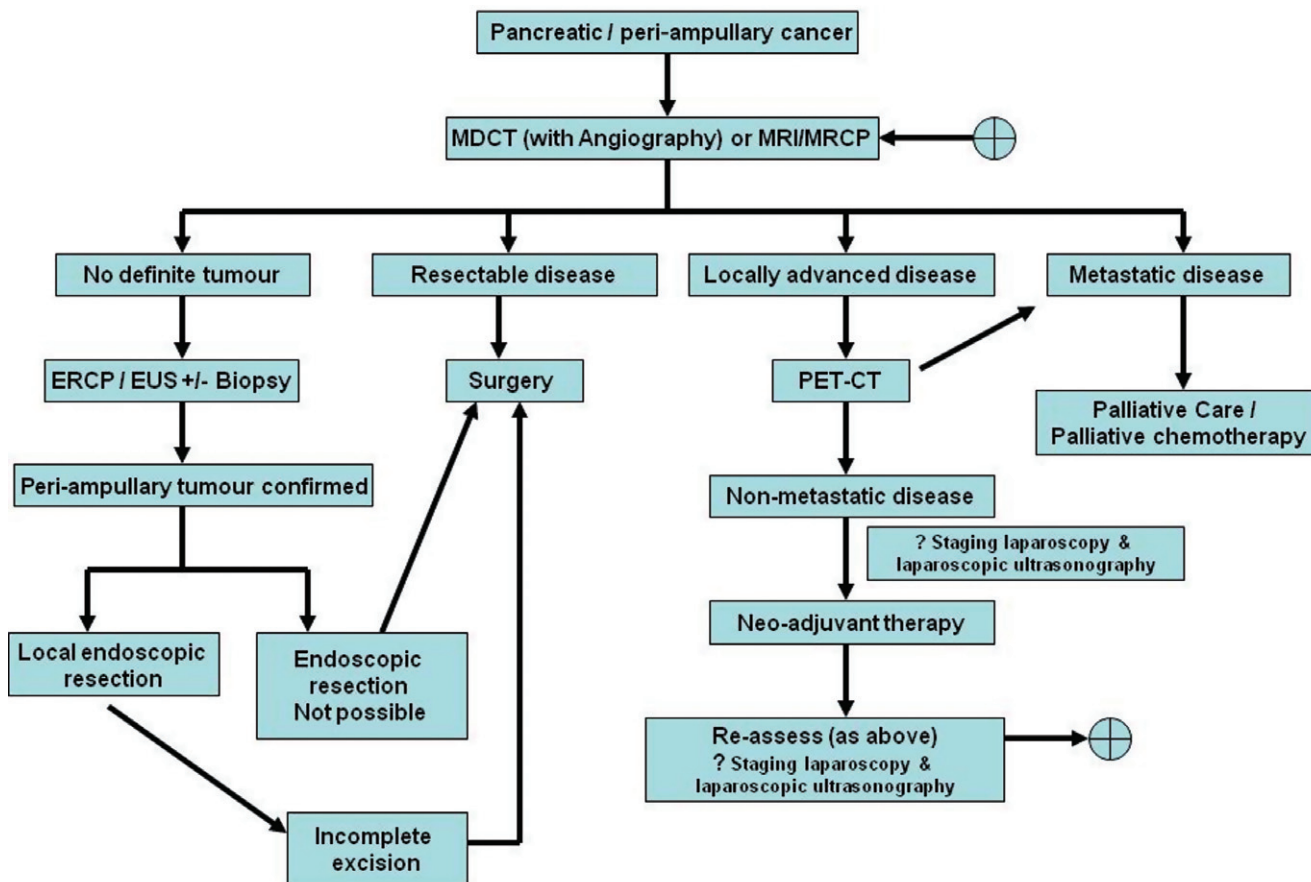 Pancreatic / peri-ampullary cancer
MDCT (with Angiography) or MRI/MRCP
No definite tumour
Resectable disease
Locally advanced disease
Metastatic disease
ERCP / EUS +/- Biopsy
Surgery
PET-CT
Palliative Care /
Palliative chemotherapy
Peri-ampullary tumour confirmed
Non-metastatic disease
? Staging laparoscopy &
laparoscopic ultrasonography
Neo-adjuvant therapy
Local endoscopic
resection
Endoscopic
resection
Not possible
Re-assess (as above)
? Staging laparoscopy &
laparoscopic ultrasonography
Incomplete
excision